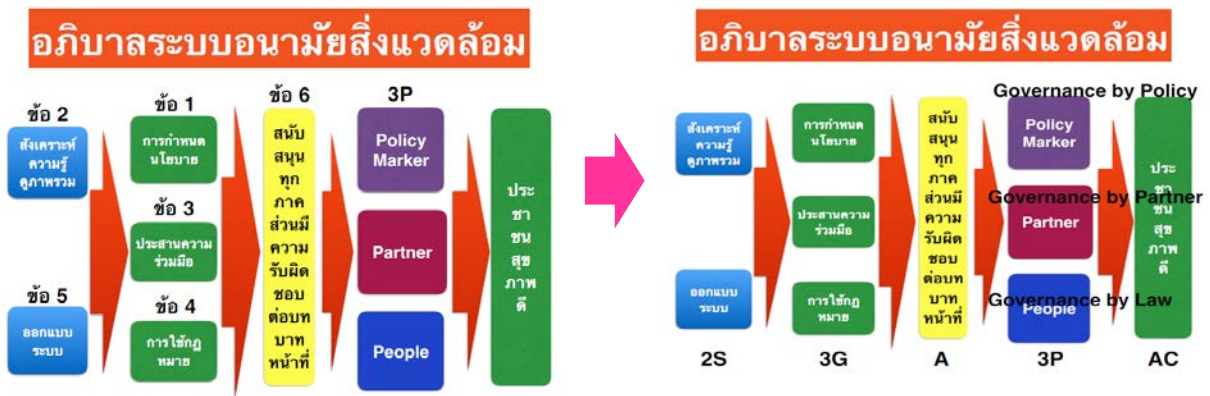 อภิบาลระบบอนามัยสิ่งแวดล้อม
ข้อ 2
สังเคราะห์
ความรู้
ดูภาพรวม
ข้อ 5
ออกแบบ
ระบบ
ข้อ 1
การกำหนด
นโยบาย
ข้อ 3
ประสานความ
ร่วมมือ
ข้อ 4
การใช้กฎ
หมาย
ข้อ 6
สนับ
สนุน
ทุก
ภาค
ส่วนมี
ความ
รับผิด
ชอบ
ต่อบท
บาท
หน้าที่
3P
Policy
Marker
Partner
People
ประ
ชา
ชน
สุข
ภาพ
ดี
อภิบาลระบบอนามัยสิ่งแวดล้อม
สังเคราะห์
ความรู้
ดูภาพรวม
ออกแบบ
ระบบ
2S
การกำหนด
นโยบาย
ประสานความ
ร่วมมือ
การใช้กฎ
หมาย
3G
สนับ
สนุน
ทุก
ภาค
ส่วนมี
ความ
รับผิด
ชอบ
ต่อบท
บาท
หน้าที่
A
Governance by Policy
Policy
Marker
Governance by Partner
Partner
Governance by Law
People
3P
ประ
ชา
ชน
สุข
ภาพ
ดี
AC